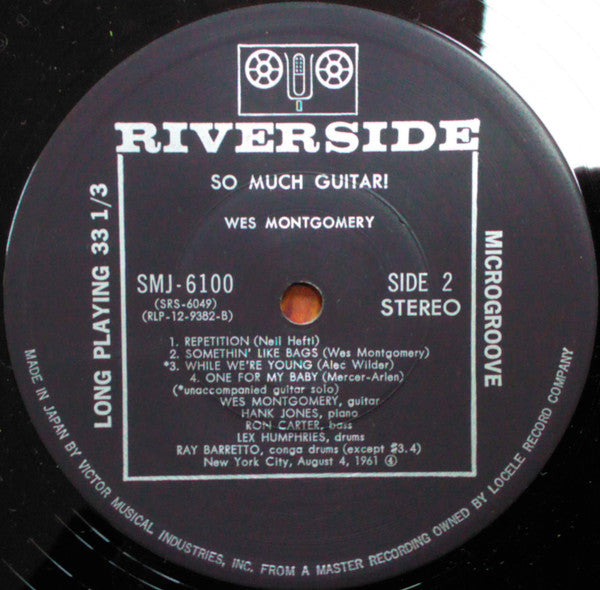 RIVERSIDE
SO MUCH GUITAR!
WES MONTGOMERY
LONG PLAYING 33 1/3
MICROGROOVE
SMJ-6100
(SRS-6049)
(RLP-12-9382-B)
SIDE 2
STEREO
1. REPETITION (Neil Hefti)
2. SOMETHIN' LIKE BAGS (Wes Montgomery)
*3. WHILE WE'RE YOUNG (Alec Wilder)
4. ONE FOR MY BABY (Mercer-Arlen)
(*unaccompanied guitar solo)
WES MONTGOMERY, guitar
HANK JONES, piano
RON CARTER, bass
LEX HUMPHRIES, drums
RAY BARRETTO, conga drums (except #3.4)
New York City, August 4, 1961 ④
MADE IN JAPAN BY VICTOR MUSICAL INDUSTRIES, INC. FROM A MASTER RECORDING OWNED BY LOCELE RECORD COMPANY